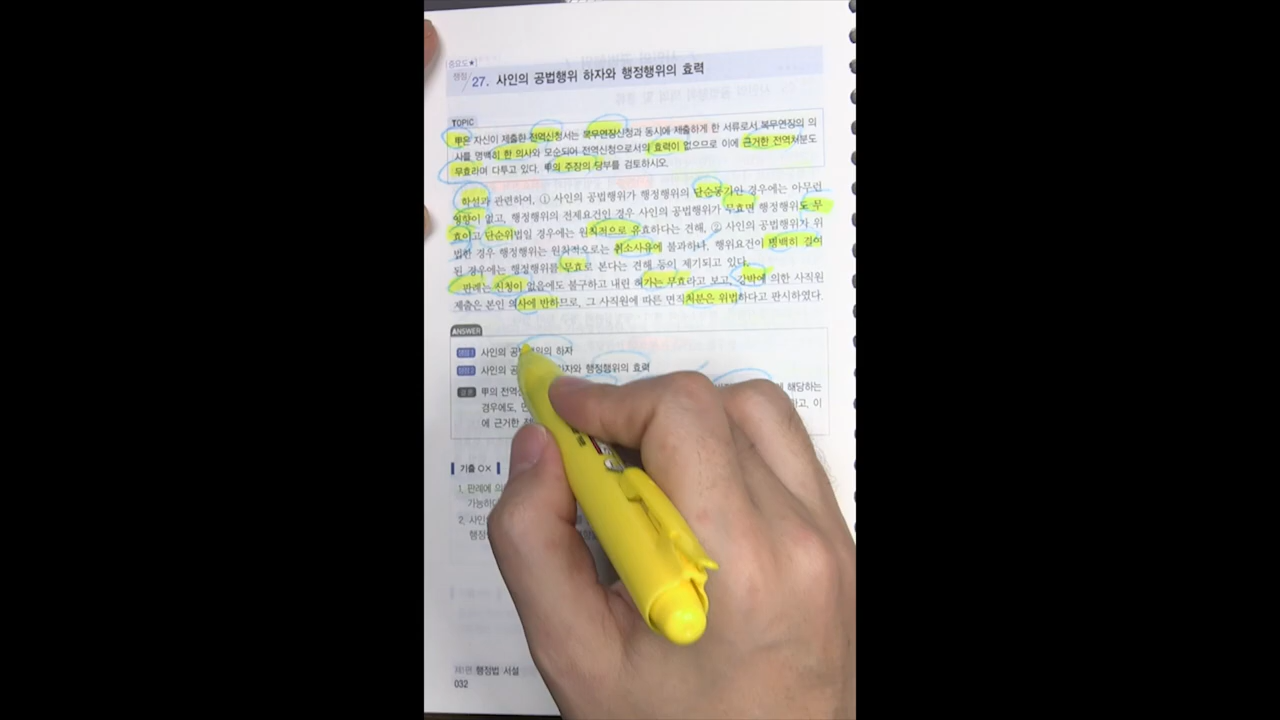 중요도★1
쟁점 27. 사인의 공법행위 하자와 행정행위의 효력
TOPIC
甲은 자신이 제출한 전역신청서는 복무연장신청과 동시에 제출하게 한 서류로서 복무연장의 의
사를 명백히 한 의사와 모순되어 전역신청으로서의 효력이 없으므로 이에 근거한 전역처분도
무효라며 다투고 있다. 甲의 주장의 당부를 검토하시오.
학설과 관련하여, ① 사인의 공법행위가 행정행위의 단순동기인 경우에는 아무런
영향이 없고, 행정행위의 전제요건인 경우 사인의 공법행위가 무효면 행정행위도 무
효이고 단순위법일 경우에는 원칙적으로 유효하다는 견해, ② 사인의 공법행위가 위
법한 경우 행정행위는 원칙적으로는 취소사유에 불과하나, 행위요건이 명백히 결여
된 경우에는 행정행위를 무효로 본다는 견해 등이 제기되고 있다.
판례는 신청이 없음에도 불구하고 내린 허가는 무효라고 보고, 강박에 의한 사직원
제출은 본인 의사에 반하므로, 그 사직원에 따른 면직처분은 위법하다고 판시하였다.
ANSWER
쟁점1 사인의 공법행위의 하자
쟁점2 사인의 공 하자와 행정행위의 효력
결론 甲의 전역신 에 해당하는
경우에도, 하고, 이
에 근거한
기출 O×
1. 판례에 의
가능하다
2. 사인
행정
제1편 행정법 서설
032